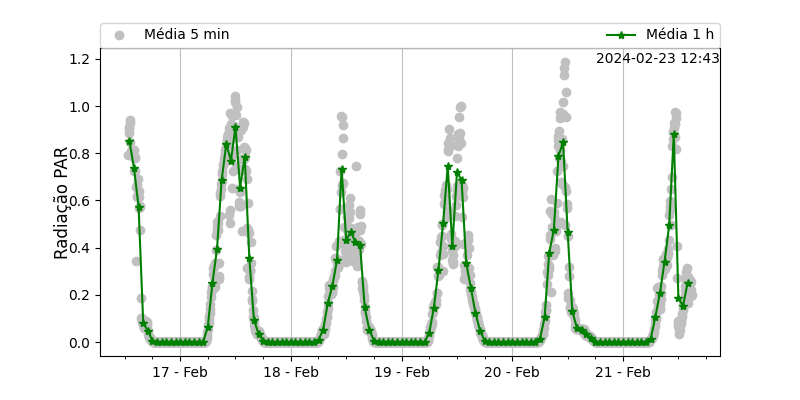 Média 5 min
Média 1 h
2024-02-23 12:43
Radiação PAR
1.2
1.0
0.8
0.6
0.4
0.2
0.0
17 - Feb
18 - Feb
19 - Feb
20 - Feb
21 - Feb